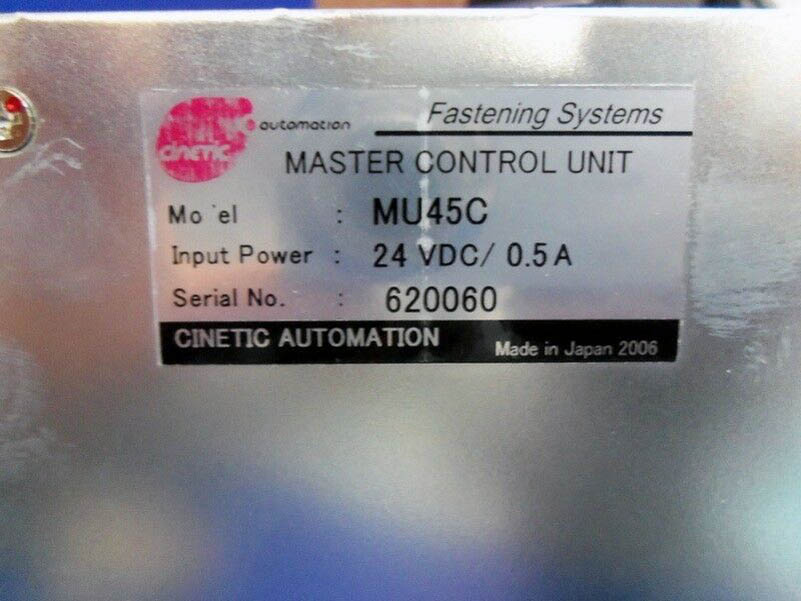 cinetic automation
Fastening Systems
MASTER CONTROL UNIT
Mo el : MU45C
Input Power : 24 VDC/ 0.5 A
Serial No. : 620060
CINETIC AUTOMATION
Made in Japan 2006